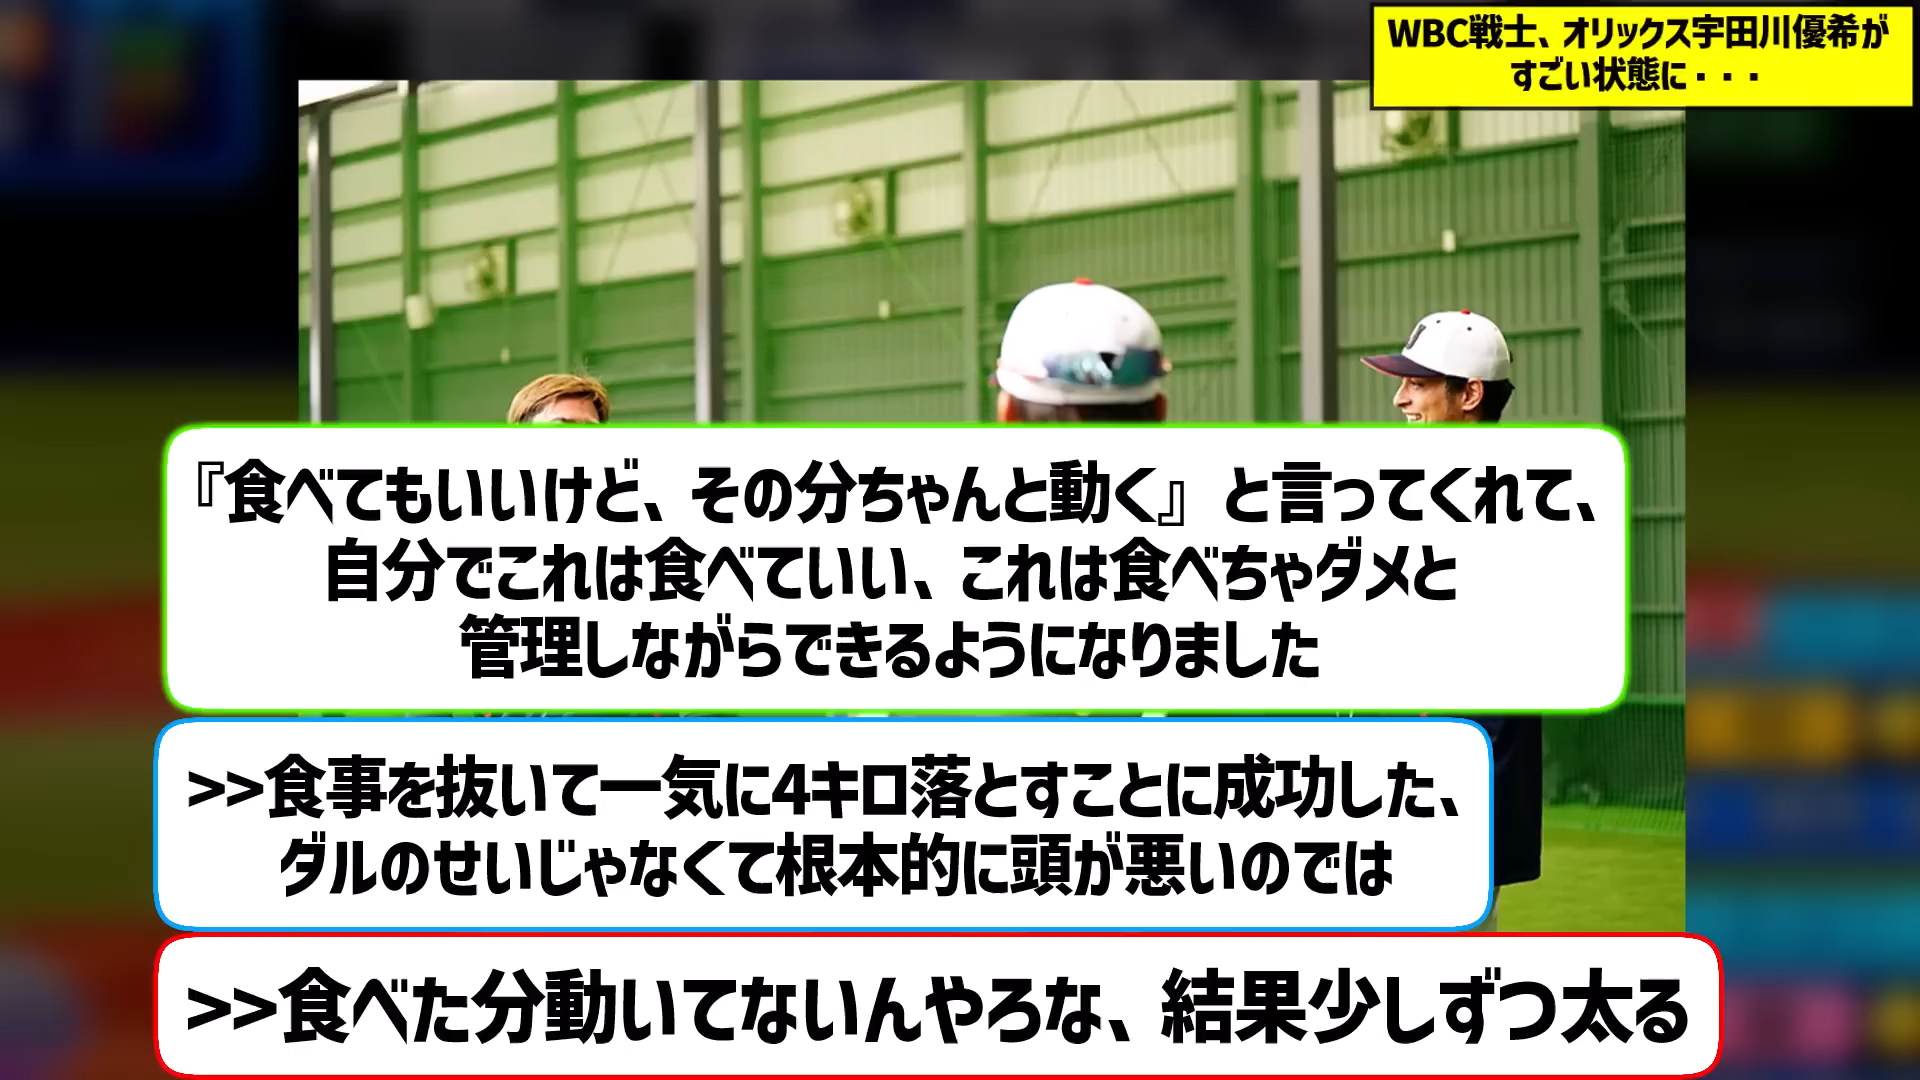 WBC戦士、オリックス宇田川優希が
すごい状態に・・・
『食べてもいいけど、その分ちゃんと動く』と言ってくれて、
自分でこれは食べていい、これは食べちゃダメと
管理しながらできるようになりました
>>食事を抜いて一気に4キロ落とすことに成功した、
ダルのせいじゃなくて根本的に頭が悪いのでは
>>食べた分動いてないんやろな、結果少しずつ太る